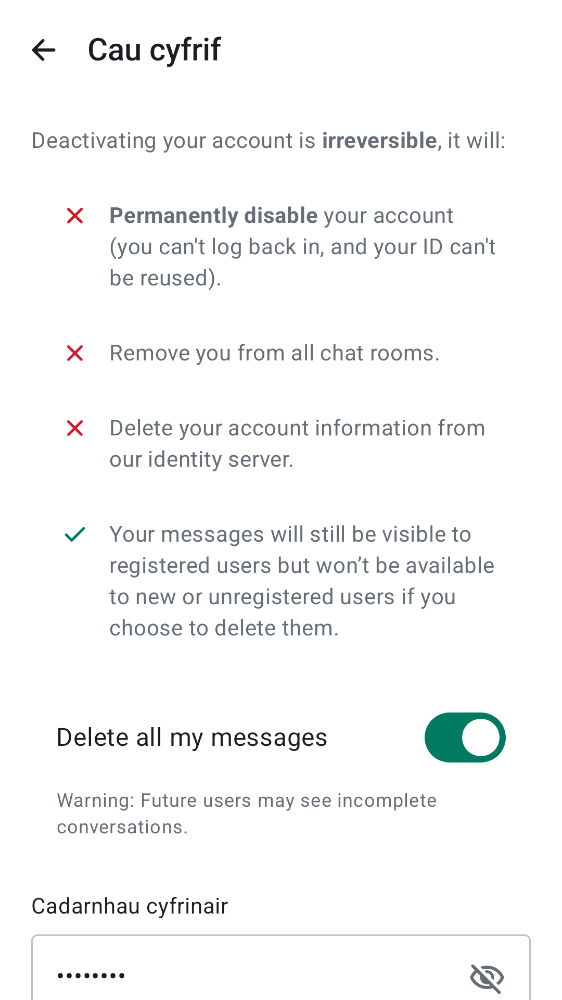 Cau cyfrif
Deactivating your account is irreversible, it will:
Permanently disable your account
(you can't log back in, and your ID can't
be reused).
Remove you from all chat rooms.
Delete your account information from
our identity server.
Your messages will still be visible to
registered users but won’t be available
to new or unregistered users if you
choose to delete them.
Delete all my messages
Warning: Future users may see incomplete
conversations.
Cadarnhau cyfrinair
••••••••